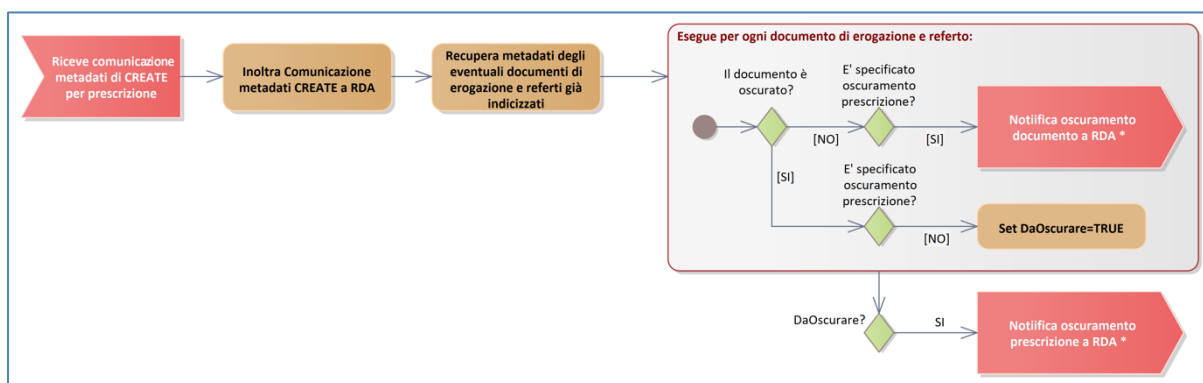 Riceve comunicazione
metadati di CREATE
per prescrizione
Inoltra Comunicazione
metadati CREATE a RDA
Recupera metadati degli
eventuali documenti di
erogazione e referti già
indicizzati
Esegue per ogni documento di erogazione e referto:
Il documento è
oscurato?
E' specificato
oscuramento
prescrizione?
[NO]
[SI]
Notiifica oscuramento
documento a RDA *
[SI]
E' specificato
oscuramento
prescrizione?
[NO]
Set DaOscurare=TRUE
DaOscurare?
SI
Notiifica oscuramento
prescrizione a RDA *